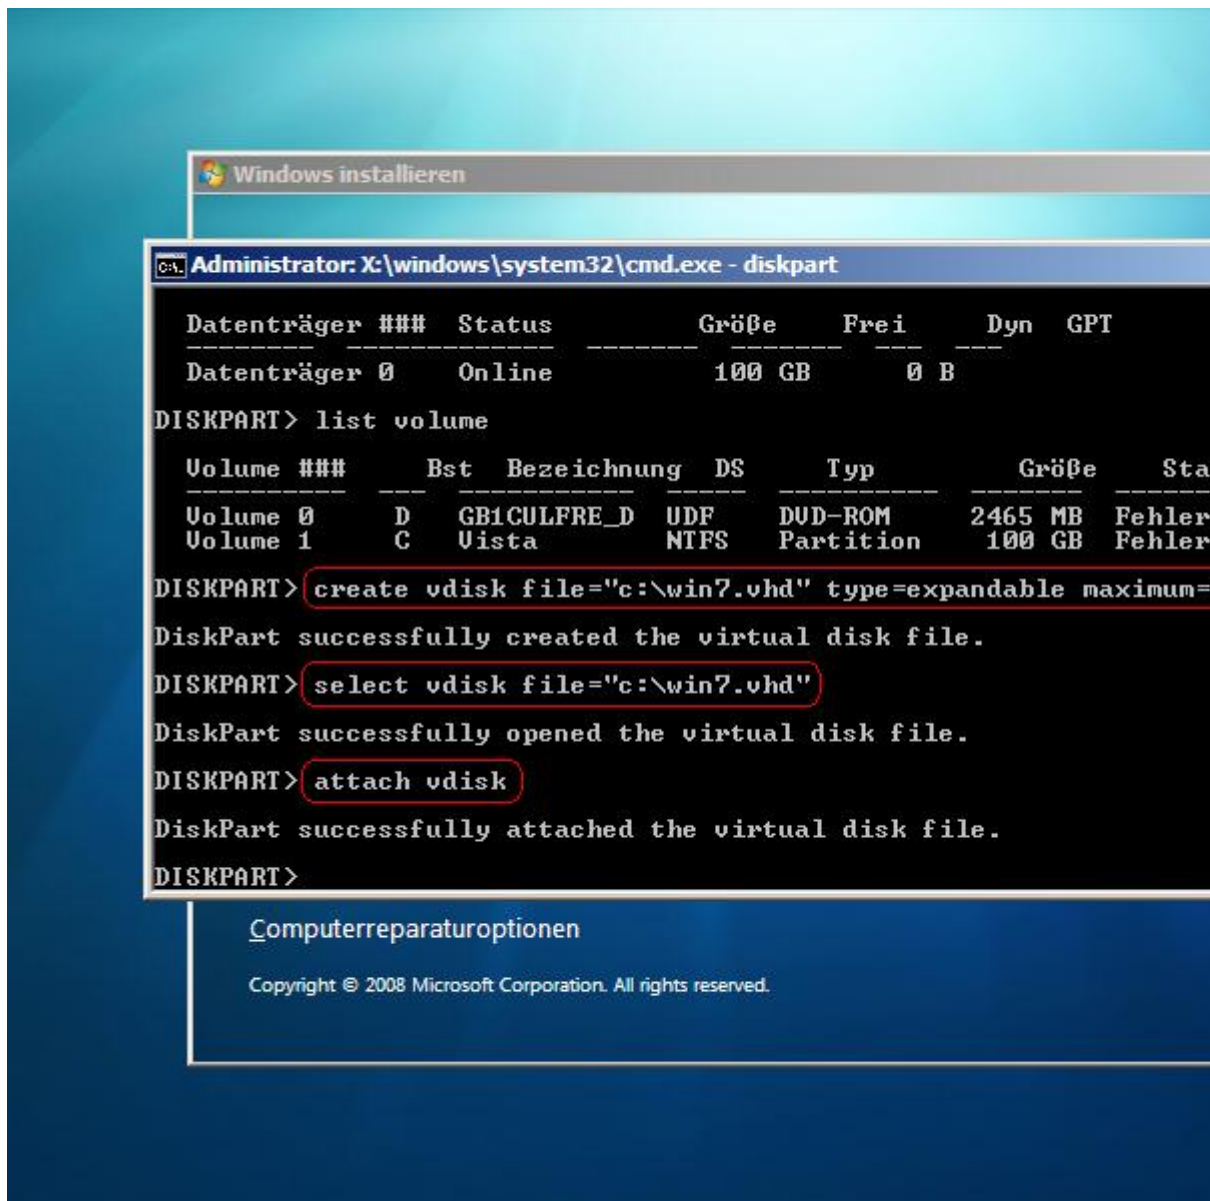 Windows installieren
Administrator: X:\windows\system32\cmd.exe - diskpart
Datenträger ### Status Größe Frei Dyn GPT
Datenträger 0 Online 100 GB 0 B
DISKPART> list volume
Volume ### Bst Bezeichnung DS Typ Größe Sta
Volume 0 D GB1CULFRE_D UDF DVD-ROM 2465 MB Fehler
Volume 1 C Vista NTFS Partition 100 GB Fehler
DISKPART> create vdisk file="c:\win7.vhd" type=expandable maximum=
DiskPart successfully created the virtual disk file.
DISKPART> select vdisk file="c:\win7.vhd"
DiskPart successfully opened the virtual disk file.
DISKPART> attach vdisk
DiskPart successfully attached the virtual disk file.
DISKPART>
Computerreparaturoptionen
Copyright © 2008 Microsoft Corporation. All rights reserved.